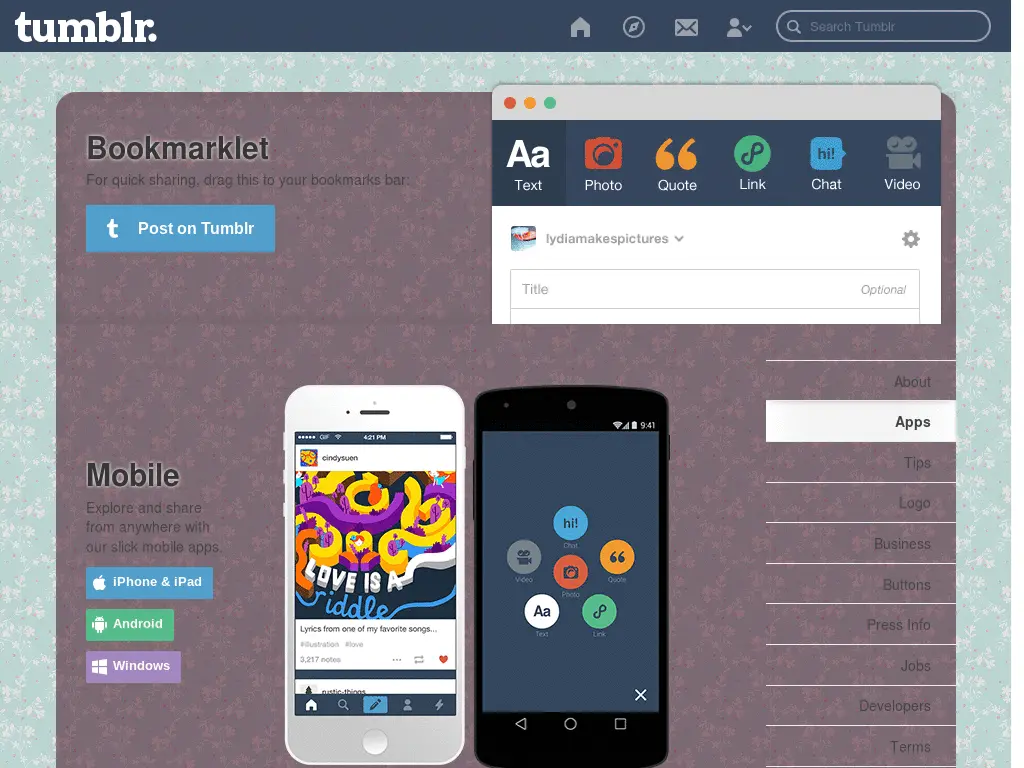 tumblr.
Search Tumblr
Bookmarklet
For quick sharing, drag this to your bookmarks bar:
Post on Tumblr
Aa
Text
Photo
Quote
Link
hi!
Chat
Video
lydiamakespictures
Title
Optional
About
Apps
Tips
Logo
Business
Buttons
Press Info
Jobs
Developers
Terms
Mobile
Explore and share
from anywhere with
our slick mobile apps.
iPhone & iPad
Android
Windows
GIF
4:21 PM
cindysuen
LOVE IS A
riddle
Lyrics from one of my favorite songs...
#illustration #love
3,217 notes
rustic-things
9:41
hi!
Chat
Video
Quote
Photo
Aa
Text
Link